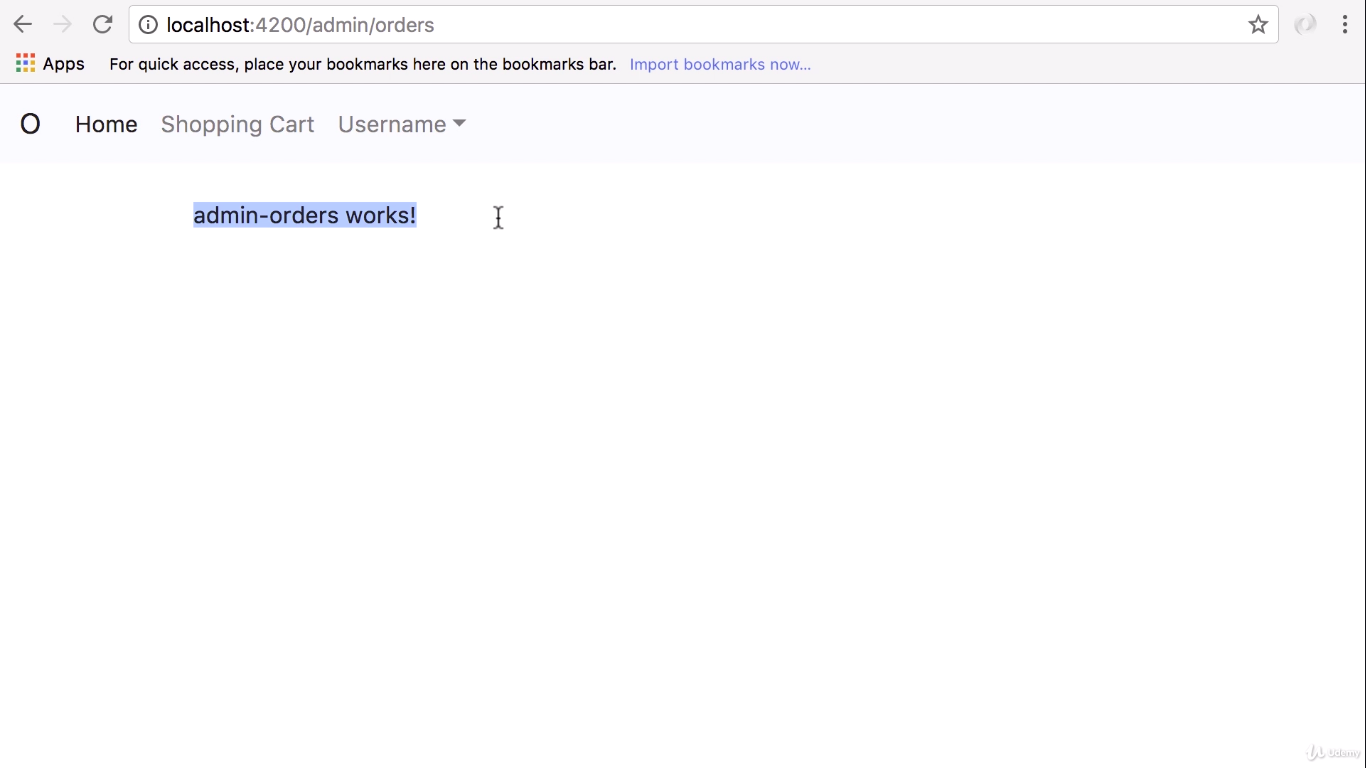 localhost:4200/admin/orders
Apps For quick access, place your bookmarks here on the bookmarks bar. Import bookmarks now...
O Home Shopping Cart Username
admin-orders works!
Udemy